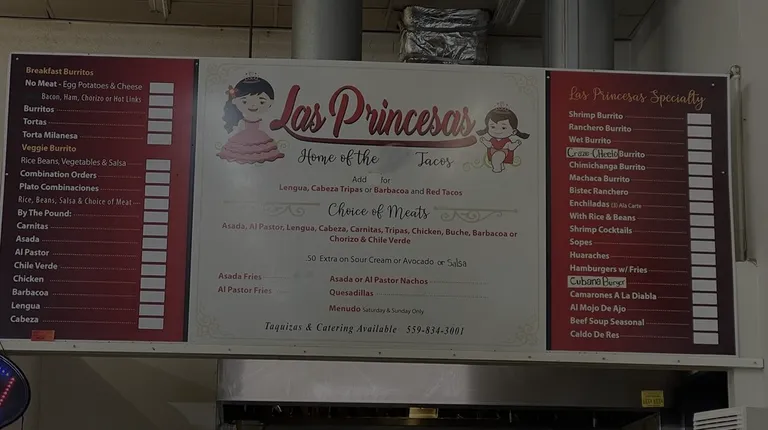 Breakfast Burritos
No Meat - Egg Potatoes & Cheese
Bacon, Ham, Chorizo or Hot Links
Burritos
Tortas
Torta Milanesa
Veggie Burrito
Rice Beans, Vegetables & Salsa
Combination Orders
Plato Combinaciones
Rice, Beans, Salsa & Choice of Meat
By The Pound:
Carnitas
Asada
Al Pastor
Chile Verde
Chicken
Barbacoa
Lengua
Cabeza
Las Princesas
Home of the Tacos
Add for
Lengua, Cabeza Tripas or Barbacoa and Red Tacos
Choice of Meats
Asada, Al Pastor, Lengua, Cabeza, Carnitas, Tripas, Chicken, Buche, Barbacoa or
Chorizo & Chile Verde
.50 Extra on Sour Cream or Avocado or Salsa
Asada Fries
Al Pastor Fries
Asada or Al Pastor Nachos
Quesadillas
Menudo Saturday & Sunday Only
Taquizas & Catering Available 559-834-3001
Las Princesas Specialty
Shrimp Burrito
Ranchero Burrito
Wet Burrito
Burrito
Chimichanga Burrito
Machaca Burrito
Bistec Ranchero
Enchiladas (3) Ala Carte
With Rice & Beans
Shrimp Cocktails
Sopes
Huaraches
Hamburgers w/ Fries
Cubana Burger
Camarones A La Diabla
Al Mojo De Ajo
Beef Soup Seasonal
Caldo De Res